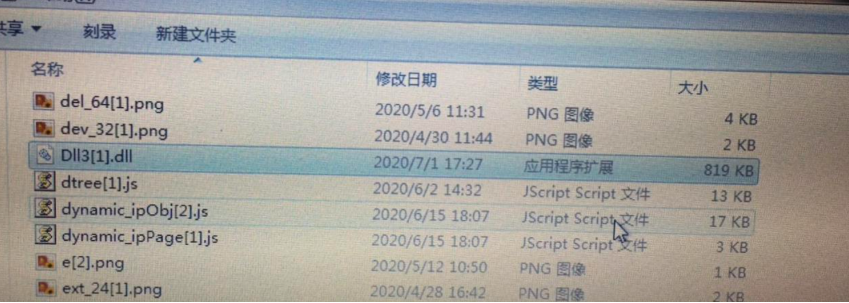 共享 刻录 新建文件夹
名称 修改日期 类型 大小
del_64[1].png 2020/5/6 11:31 PNG 图像 4 KB
dev_32[1].png 2020/4/30 11:44 PNG 图像 2 KB
Dll3[1].dll 2020/7/1 17:27 应用程序扩展 819 KB
dtree[1].js 2020/6/2 14:32 JScript Script 文件 13 KB
dynamic_ipObj[2].js 2020/6/15 18:07 JScript Script 文件 17 KB
dynamic_ipPage[1].js 2020/6/15 18:07 JScript Script 文件 3 KB
e[2].png 2020/5/12 10:50 PNG 图像 1 KB
ext_24[1].png 2020/4/28 16:42 PNG 图像 2 KB